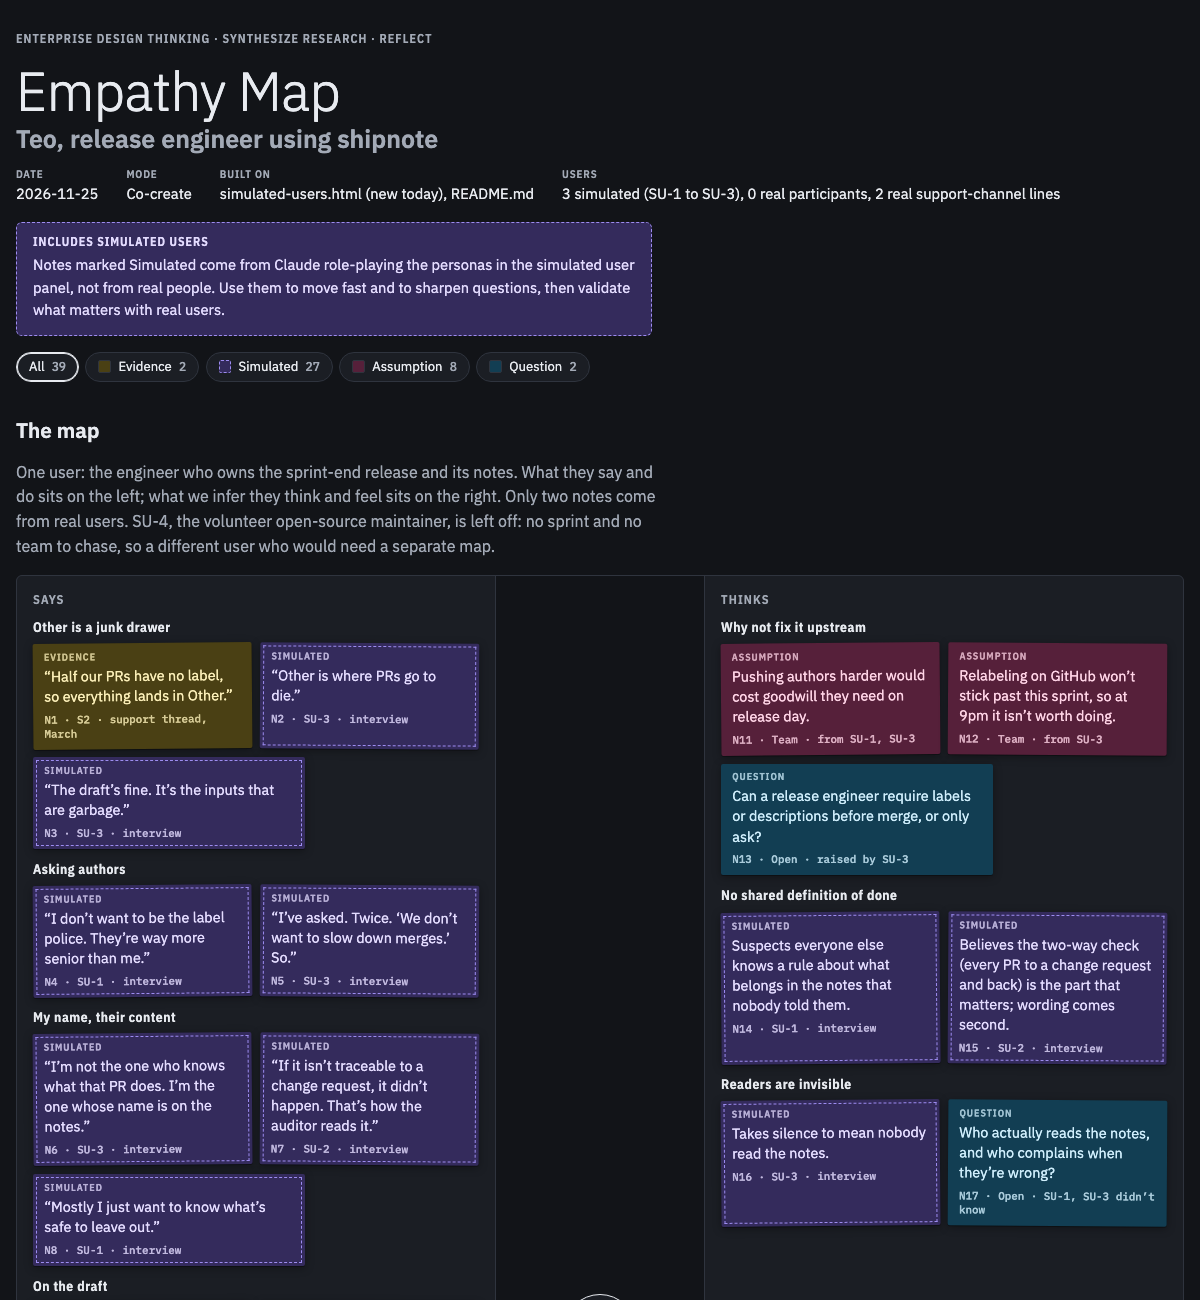 ENTERPRISE DESIGN THINKING · SYNTHESIZE RESEARCH · REFLECT
Empathy Map
Teo, release engineer using shipnote
DATE
2026-11-25
MODE
Co-create
BUILT ON
simulated-users.html (new today), README.md
USERS
3 simulated (SU-1 to SU-3), 0 real participants, 2 real support-channel lines
INCLUDES SIMULATED USERS
Notes marked Simulated come from Claude role-playing the personas in the simulated user
panel, not from real people. Use them to move fast and to sharpen questions, then validate
what matters with real users.
All 39
Evidence 2
Simulated 27
Assumption 8
Question 2
The map
One user: the engineer who owns the sprint-end release and its notes. What they say and
do sits on the left; what we infer they think and feel sits on the right. Only two notes come
from real users. SU-4, the volunteer open-source maintainer, is left off: no sprint and no
team to chase, so a different user who would need a separate map.
SAYS
Other is a junk drawer
EVIDENCE
“Half our PRs have no label,
so everything lands in Other.”
N1 · S2 · support thread,
March
SIMULATED
“Other is where PRs go to
die.”
N2 · SU-3 · interview
SIMULATED
“The draft’s fine. It’s the inputs that
are garbage.”
N3 · SU-3 · interview
Asking authors
SIMULATED
“I don’t want to be the label
police. They’re way more
senior than me.”
N4 · SU-1 · interview
SIMULATED
“I’ve asked. Twice. ‘We don’t
want to slow down merges.’
So.”
N5 · SU-3 · interview
My name, their content
SIMULATED
“I’m not the one who knows
what that PR does. I’m the
one whose name is on the
notes.”
N6 · SU-3 · interview
SIMULATED
“If it isn’t traceable to a
change request, it didn’t
happen. That’s how the
auditor reads it.”
N7 · SU-2 · interview
SIMULATED
“Mostly I just want to know what’s
safe to leave out.”
N8 · SU-1 · interview
On the draft
THINKS
Why not fix it upstream
ASSUMPTION
Pushing authors harder would
cost goodwill they need on
release day.
N11 · Team · from SU-1, SU-3
ASSUMPTION
Relabeling on GitHub won’t
stick past this sprint, so at
9pm it isn’t worth doing.
N12 · Team · from SU-3
QUESTION
Can a release engineer require labels
or descriptions before merge, or only
ask?
N13 · Open · raised by SU-3
No shared definition of done
SIMULATED
Suspects everyone else
knows a rule about what
belongs in the notes that
nobody told them.
N14 · SU-1 · interview
SIMULATED
Believes the two-way check
(every PR to a change request
and back) is the part that
matters; wording comes
second.
N15 · SU-2 · interview
Readers are invisible
SIMULATED
Takes silence to mean nobody
read the notes.
N16 · SU-3 · interview
QUESTION
Who actually reads the notes,
and who complains when
they’re wrong?
N17 · Open · SU-1, SU-3 didn’t
know